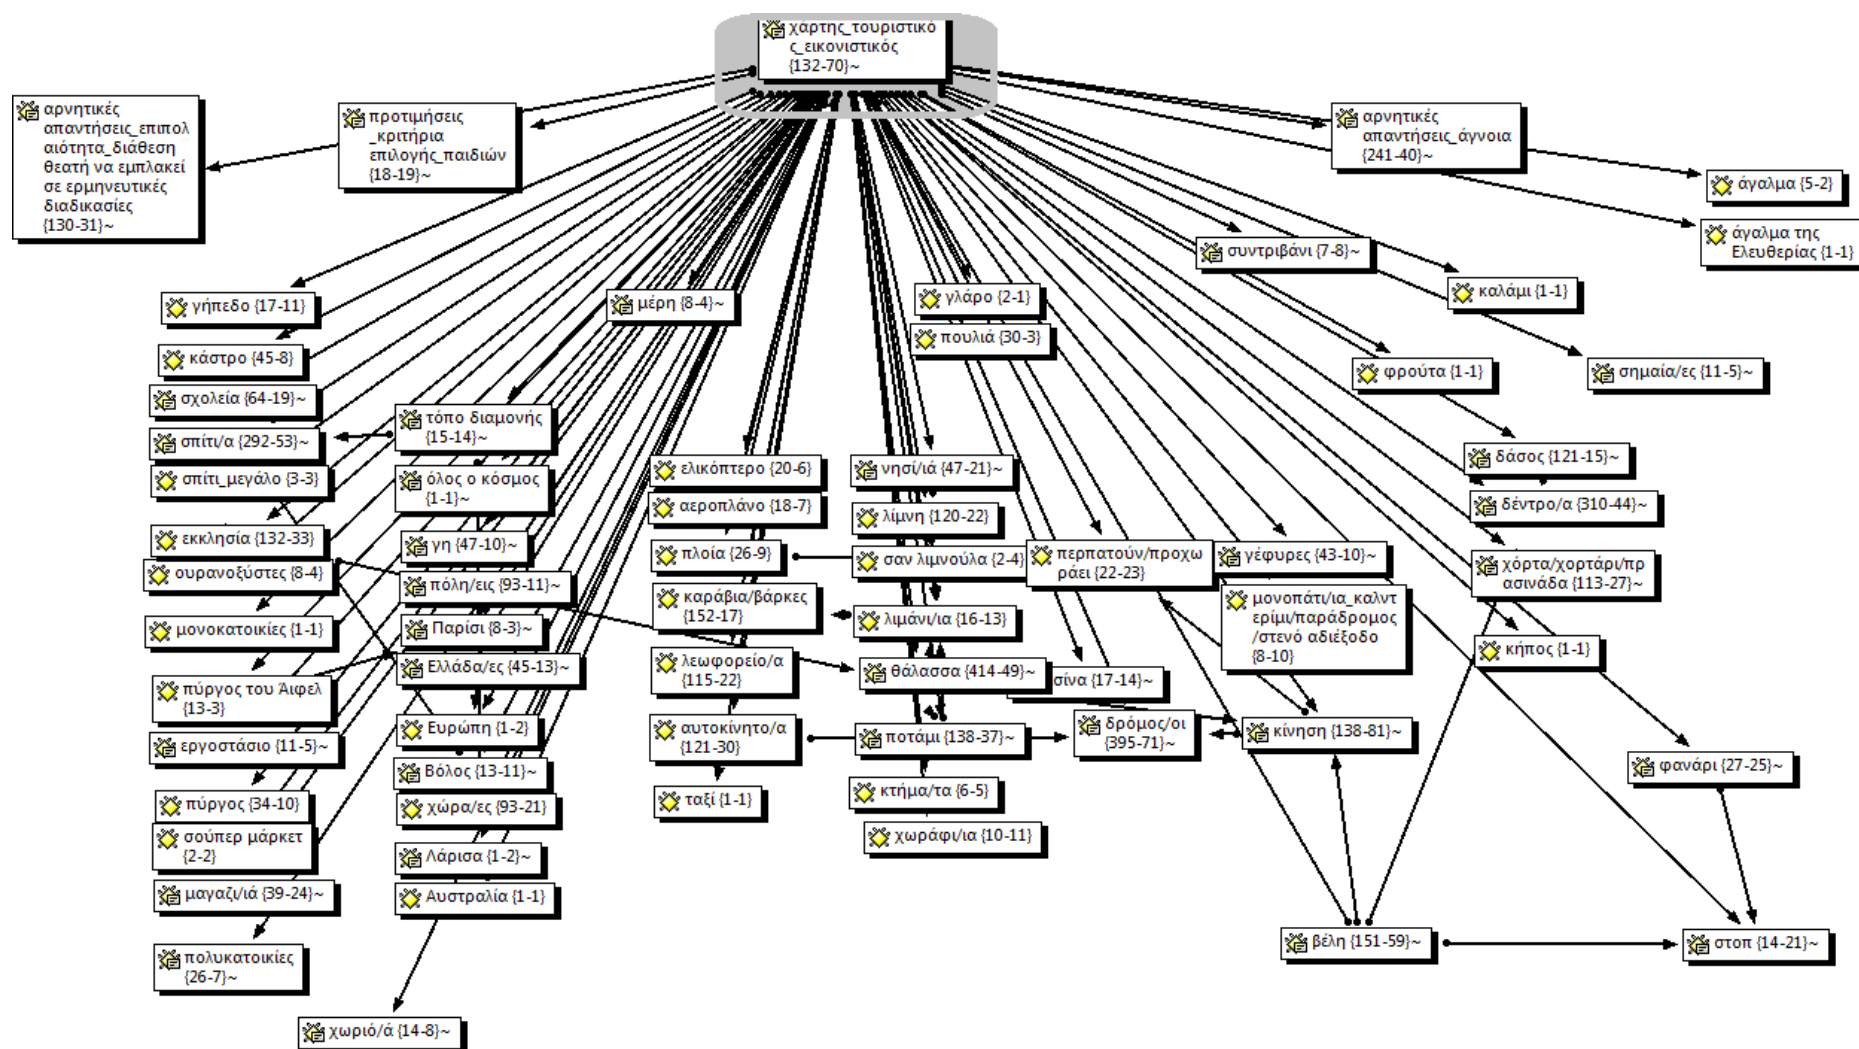 χάρτης_τουριστικό
ς_εικονιστικός
{132-70}~
αρνητικές
απαντήσεις_επιπολ
αιότητα_διάθεση
θεατή να εμπλακεί
σε ερμηνευτικές
διαδικασίες
{130-31}~
προτιμήσεις
_κριτήρια
επιλογής_παιδιών
{18-19}~
αρνητικές
απαντήσεις_άγνοια
{241-40}~
άγαλμα {5-2}
άγαλμα της
Ελευθερίας {1-1}
συντριβάνι {7-8}~
καλάμι {1-1}
γήπεδο {17-11}
μέρη {8-4}~
γλάρο {2-1}
πουλιά {30-3}
κάστρο {45-8}
φρούτα {1-1}
σημαία/ες {11-5}~
σχολεία {64-19}~
τόπο διαμονής
{15-14}~
σπίτι/α {292-53}~
σπίτι_μεγάλο {3-3}
όλος ο κόσμος
{1-1}~
ελικόπτερο {20-6}
αεροπλάνο {18-7}
νησί/ιά {47-21}~
λίμνη {120-22}
δάσος {121-15}~
δέντρο/α {310-44}~
εκκλησία {132-33}
γη {47-10}~
πλοία {26-9}
σαν λιμνούλα {2-4}
περπατούν/προχω
ράει {22-23}
γέφυρες {43-10}~
χόρτα/χορτάρι/πρ
ασινάδα
{113-27}~
ουρανοξύστες {8-4}
πόλη/εις {93-11}~
καράβια/βάρκες
{152-17}
λιμάνι/ια {16-13}
μονοπάτι/ια_καλντ
ερίμι/παράδρομος
/στενό αδιέξοδο
{8-10}
μονοκατοικίες {1-1}
Παρίσι {8-3}~
κήπος {1-1}
Ελλάδα/ες {45-13}~
λεωφορείο/α
{115-22}
θάλασσα {414-49}~
σίνα {17-14}~
πύργος του Άιφελ
{13-3}
Ευρώπη {1-2}
αυτοκίνητο/α
{121-30}
ποτάμι {138-37}~
δρόμος/οι
{395-71}~
κίνηση {138-81}~
εργοστάσιο {11-5}~
Βόλος {13-11}~
φανάρι {27-25}~
πύργος {34-10}
χώρα/ες {93-21}
ταξί {1-1}
κτήμα/τα {6-5}
χωράφι/ια {10-11}
σούπερ μάρκετ
{2-2}
Λάρισα {1-2}~
μαγαζι/ιά {39-24}~
Αυστραλία {1-1}
βέλη {151-59}~
στοπ {14-21}~
πολυκατοικίες
{26-7}~
χωριό/ά {14-8}~